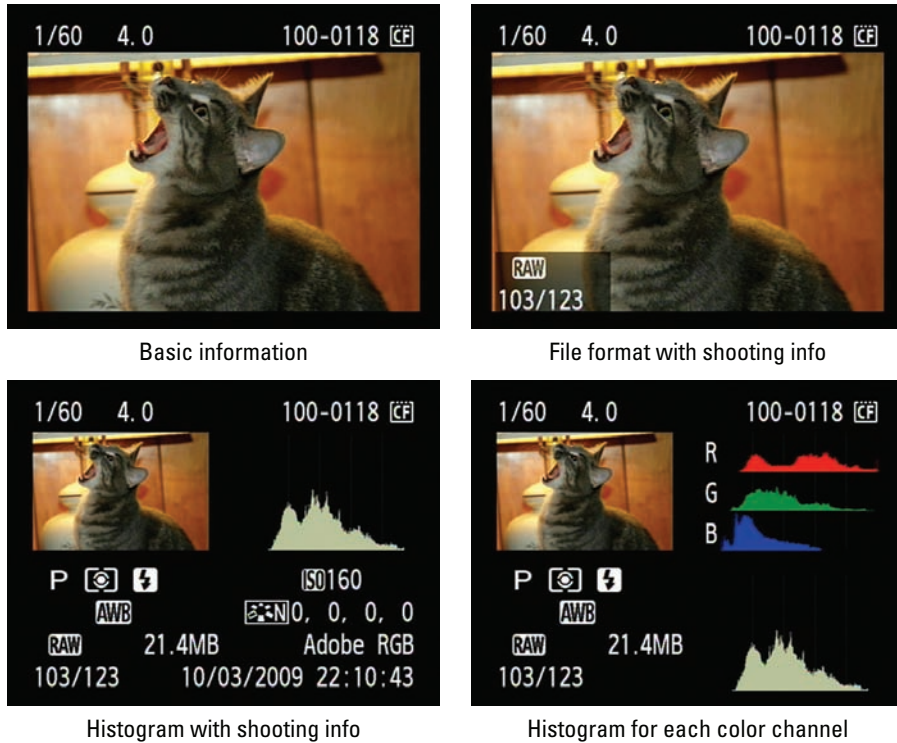 1/60 4.0 100-0118 CF
1/60 4.0 100-0118 CF
RAW
103/123
Basic information
File format with shooting info
1/60 4.0 100-0118 CF
P
ISO 160
AWB
N 0, 0, 0, 0
RAW 21.4MB Adobe RGB
103/123 10/03/2009 22:10:43
1/60 4.0 100-0118 CF
R
G
B
P
AWB
RAW 21.4MB
103/123
Histogram with shooting info
Histogram for each color channel